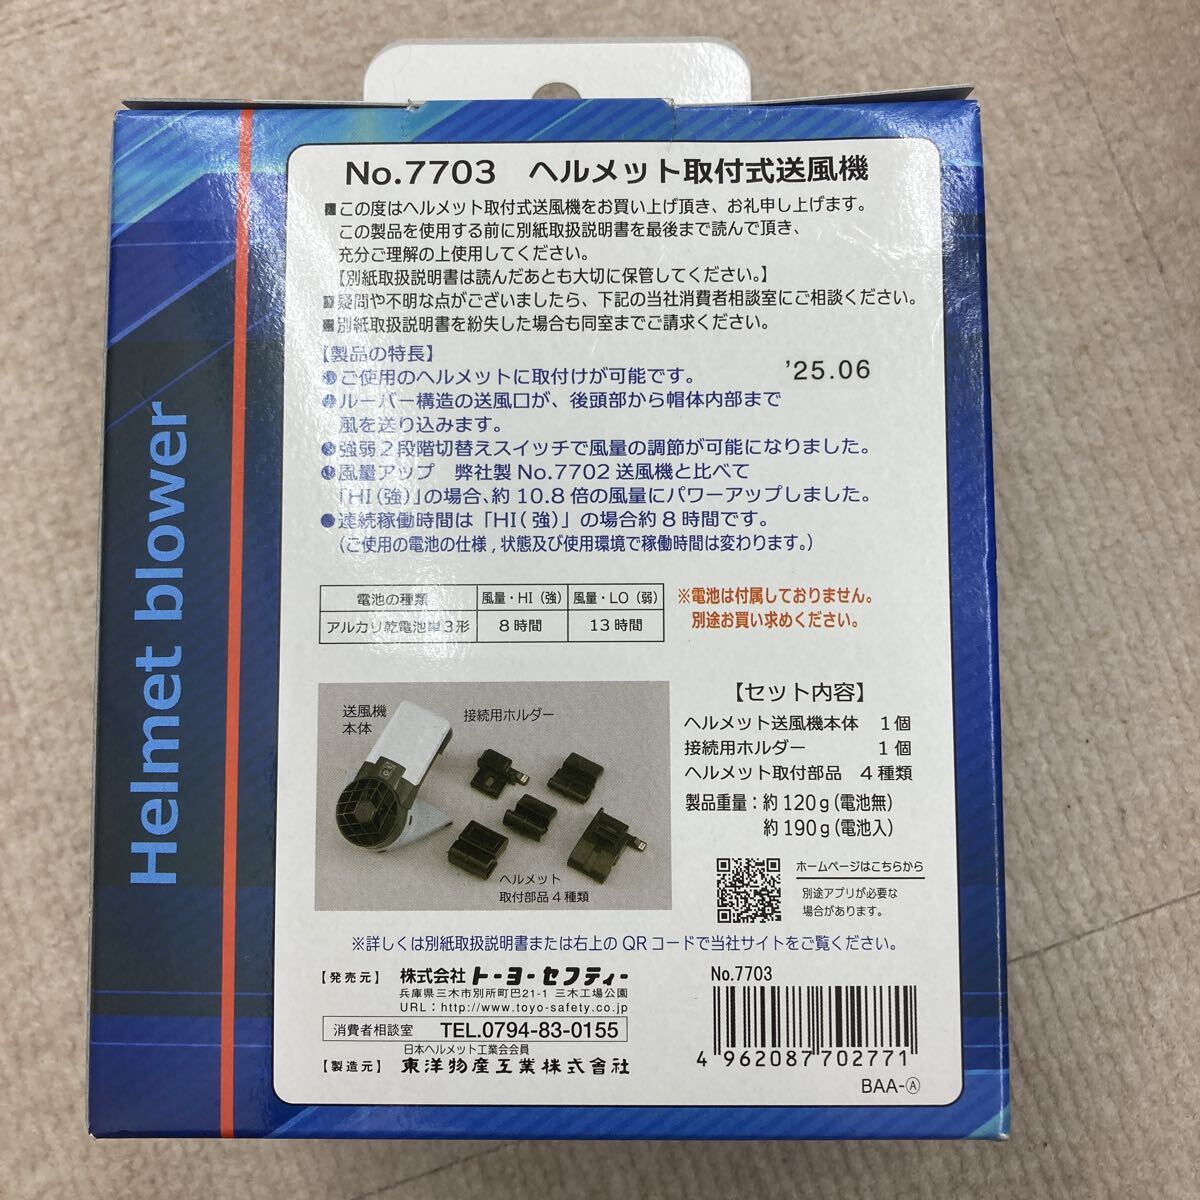 Helmet blower
No.7703 ヘルメット取付式送風機
■この度はヘルメット取付式送風機をお買い上げ頂き、お礼申し上げます。
この製品を使用する前に別紙取扱説明書を最後まで読んで頂き、
充分ご理解の上使用してください。
【別紙取扱説明書は読んだあとも大切に保管してください。】
■疑問や不明な点がございましたら、下記の当社消費者相談室にご相談ください。
■別紙取扱説明書を紛失した場合も同室までご請求ください。
【製品の特長】
'25.06
●ご使用のヘルメットに取付けが可能です。
●ルーバー構造の送風口が、後頭部から帽体内部まで
風を送り込みます。
●強弱2段階切替えスイッチで風量の調節が可能になりました。
●風量アップ 弊社製No.7702送風機と比べて
「HI(強)」の場合、約10.8倍の風量にパワーアップしました。
●連続稼働時間は「HI(強)」の場合約8時間です。
(ご使用の電池の仕様,状態及び使用環境で稼働時間は変わります。)
電池の種類 風量・HI(強) 風量・LO(弱)
アルカリ乾電池単3形 8時間 13時間
※電池は付属しておりません。
別途お買い求めください。
送風機
本体
接続用ホルダー
ヘルメット
取付部品4種類
【セット内容】
ヘルメット送風機本体 1個
接続用ホルダー 1個
ヘルメット取付部品 4種類
製品重量:約120g(電池無)
約190g(電池入)
ホームページはこちらから
別途アプリが必要な
場合があります。
※詳しくは別紙取扱説明書または右上のQRコードで当社サイトをご覧ください。
【発売元】 株式会社トーヨーセフティー
兵庫県三木市別所町巴21-1 三木工場公園
URL:http://www.toyo-safety.co.jp
消費者相談室 TEL.0794-83-0155
日本ヘルメット工業会会員
【製造元】 東洋物産工業株式會社
No.7703
4 962087 702771
BAA-Ⓐ